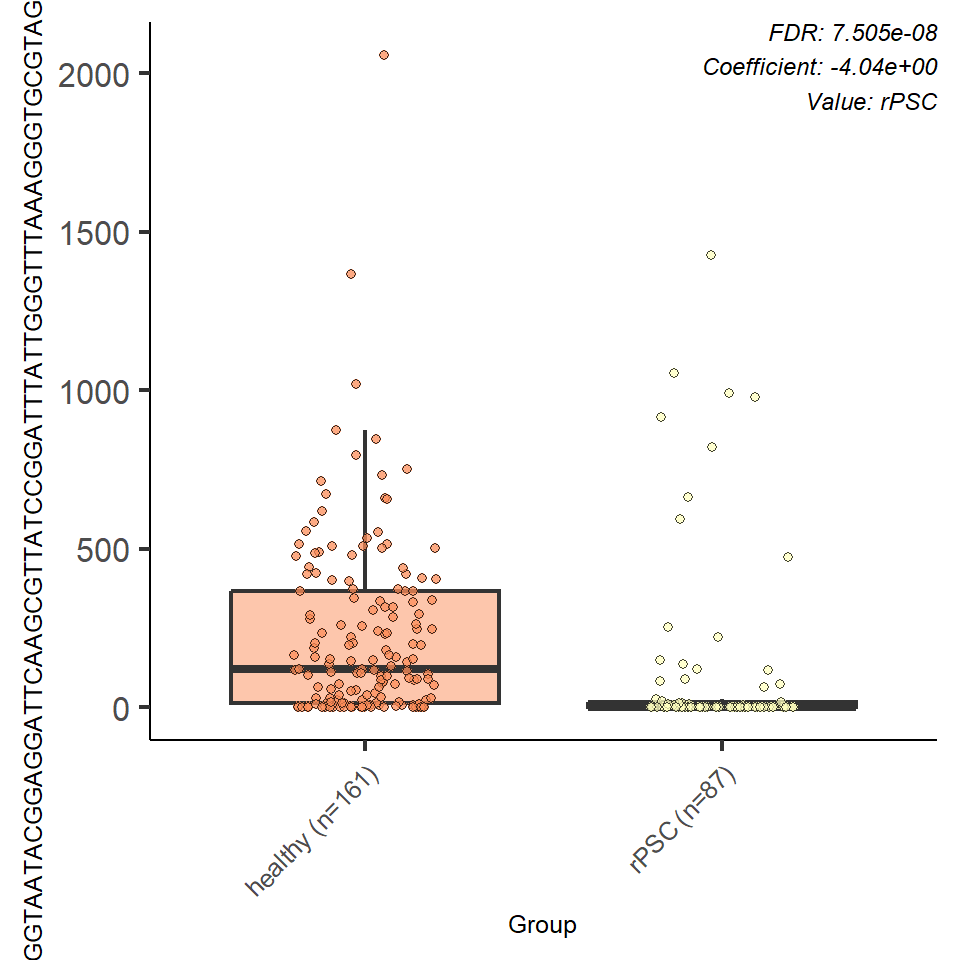 GGTAATACGGAGGATTCAAGCGTTATCCGGATTTATTGGGTTTAAAGGGTGCGTAG
FDR: 7.505e-08
Coefficient: -4.04e+00
Value: rPSC
2000
1500
1000
500
0
healthy (n=161)
rPSC (n=87)
Group